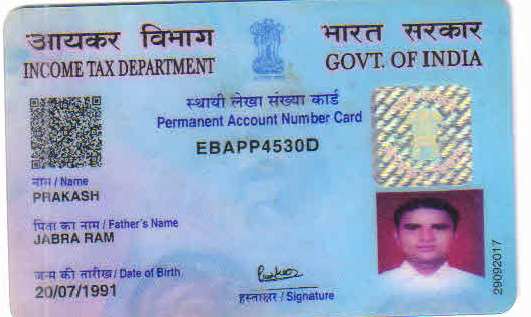 आयकर विभाग
INCOME TAX DEPARTMENT
भारत सरकार
GOVT. OF INDIA
स्थायी लेखा संख्या कार्ड
Permanent Account Number Card
EBAPP4530D
नाम / Name
PRAKASH
पिता का नाम / Father's Name
JABRA RAM
जन्म की तारीख / Date of Birth
20/07/1991
हस्ताक्षर / Signature
29092017